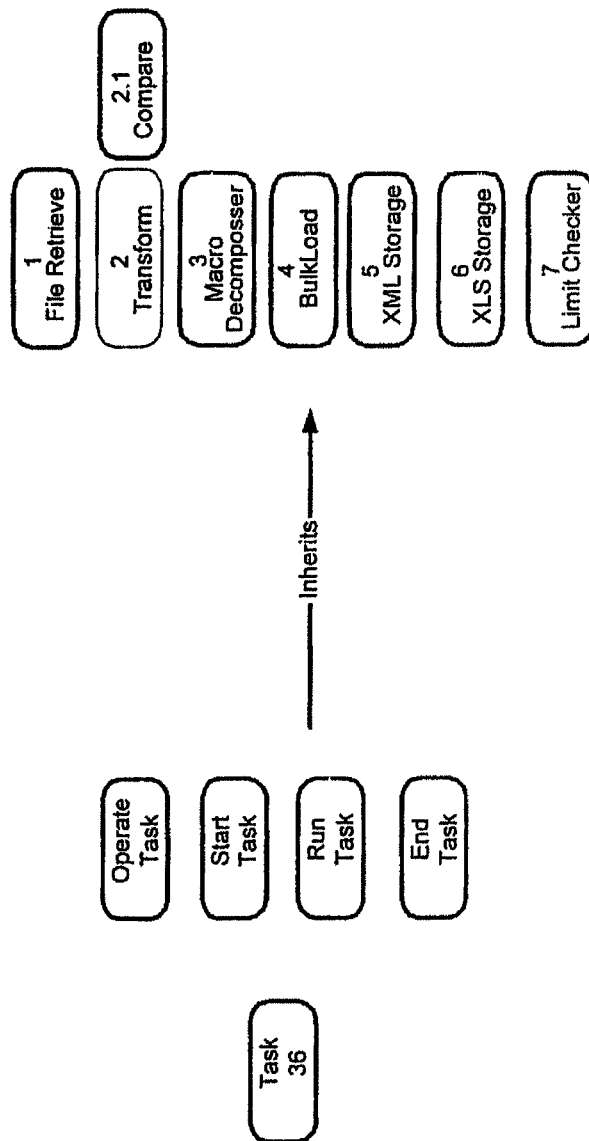 Task
36
Operate
Task
Start
Task
Run
Task
End
Task
Inherits
1
File Retrieve
2
Transform
2.1
Compare
3
Macro
Decomposser
4
BulkLoad
5
XML Storage
6
XLS Storage
7
Limit Checker